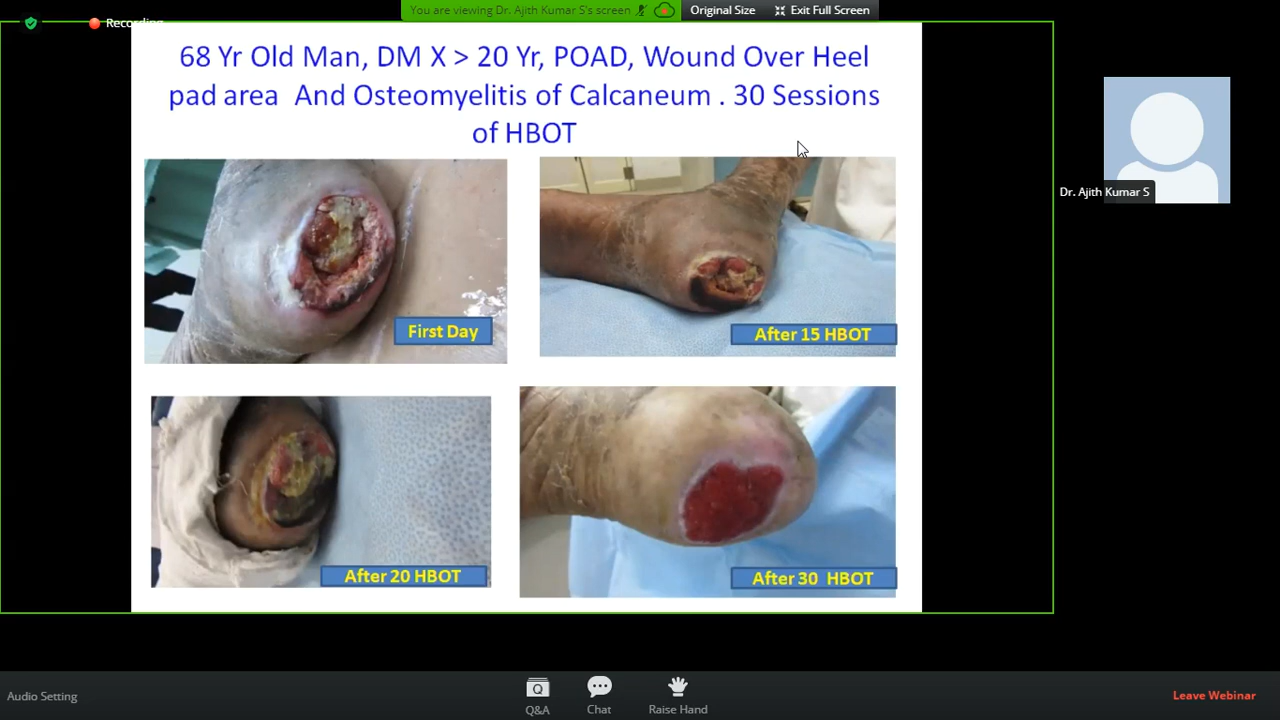 You are viewing Dr. Ajith Kumar S's screen
Original Size
Exit Full Screen
Recording
68 Yr Old Man, DM X > 20 Yr, POAD, Wound Over Heel
pad area And Osteomyelitis of Calcaneum . 30 Sessions
of HBOT
Dr. Ajith Kumar S
First Day
After 15 HBOT
After 20 HBOT
After 30 HBOT
Audio Setting
Q&A
Chat
Raise Hand
Leave Webinar